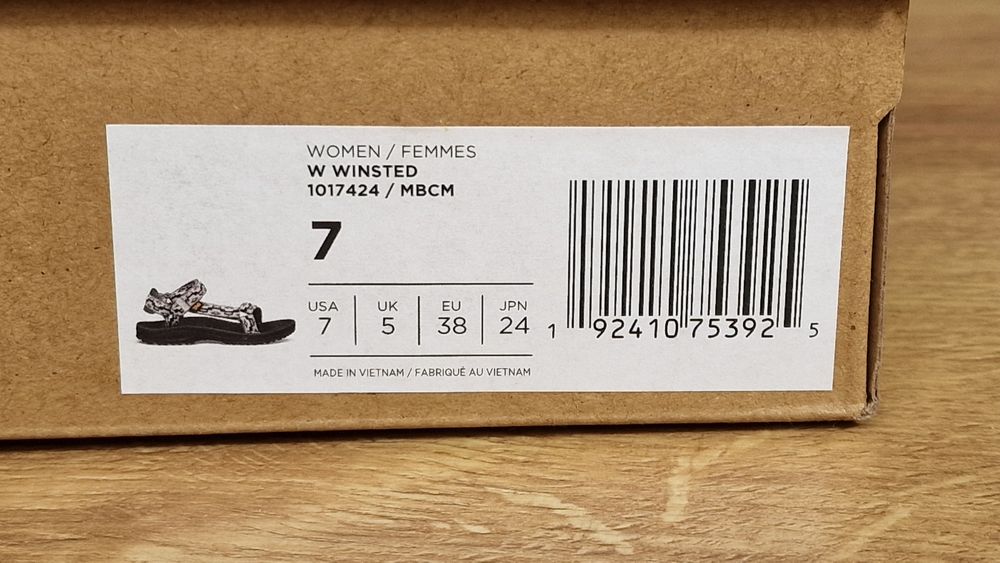 WOMEN / FEMMES
W WINSTED
1017424 / MBCM
7
USA UK EU JPN
7 5 38 24
MADE IN VIETNAM / FABRIQUÉ AU VIETNAM
1 92410 75392 5